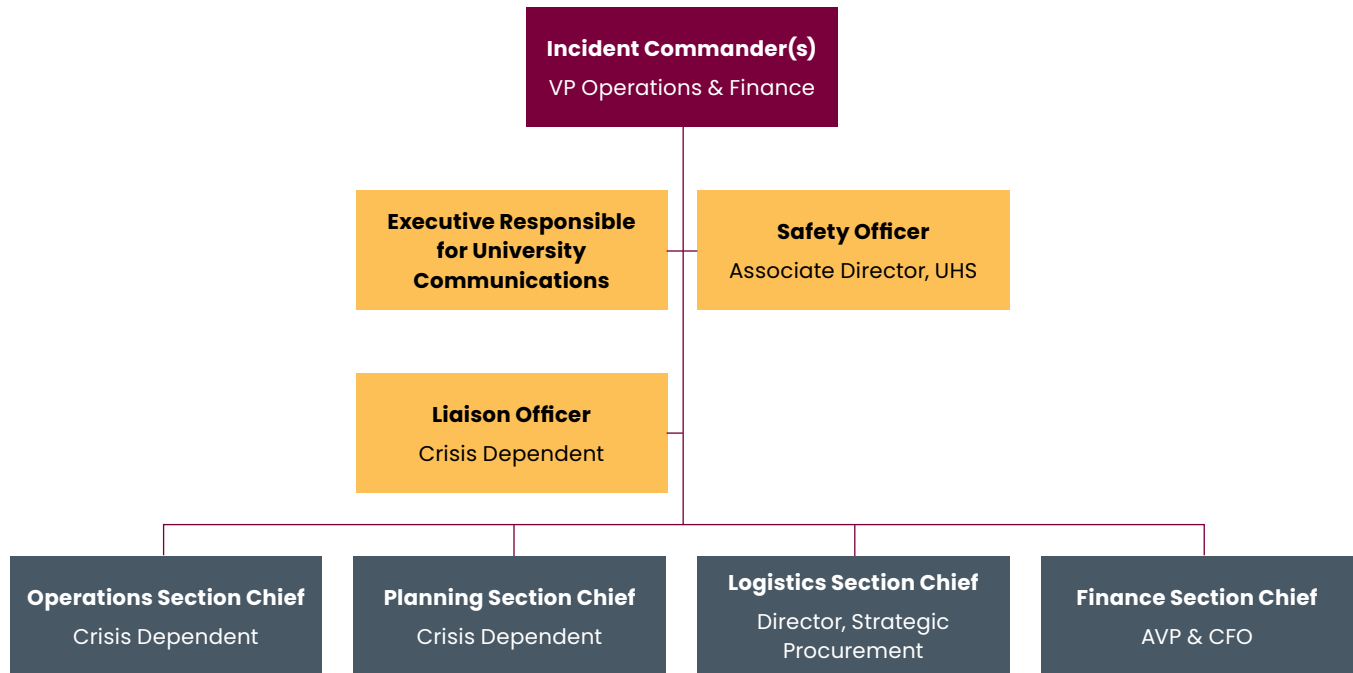 Incident Commander(s)
VP Operations & Finance
Executive Responsible
for University
Communications
Safety Officer
Associate Director, UHS
Liaison Officer
Crisis Dependent
Operations Section Chief
Crisis Dependent
Planning Section Chief
Crisis Dependent
Logistics Section Chief
Director, Strategic
Procurement
Finance Section Chief
AVP & CFO